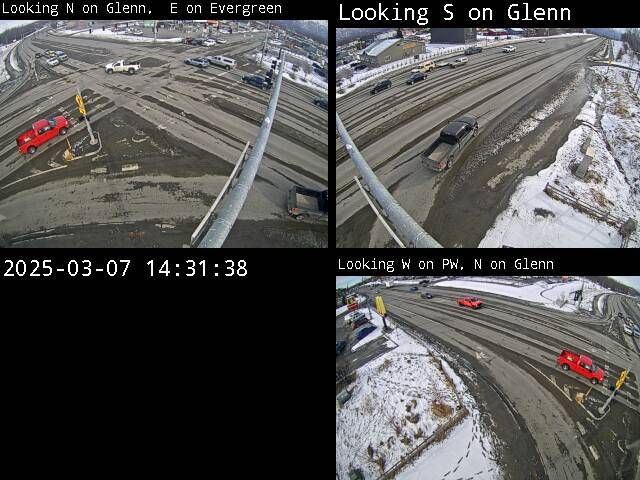 Looking N on Glenn,  E on Evergreen
Looking S on Glenn
2025-03-07 14:31:38
Looking W on PW, N on Glenn